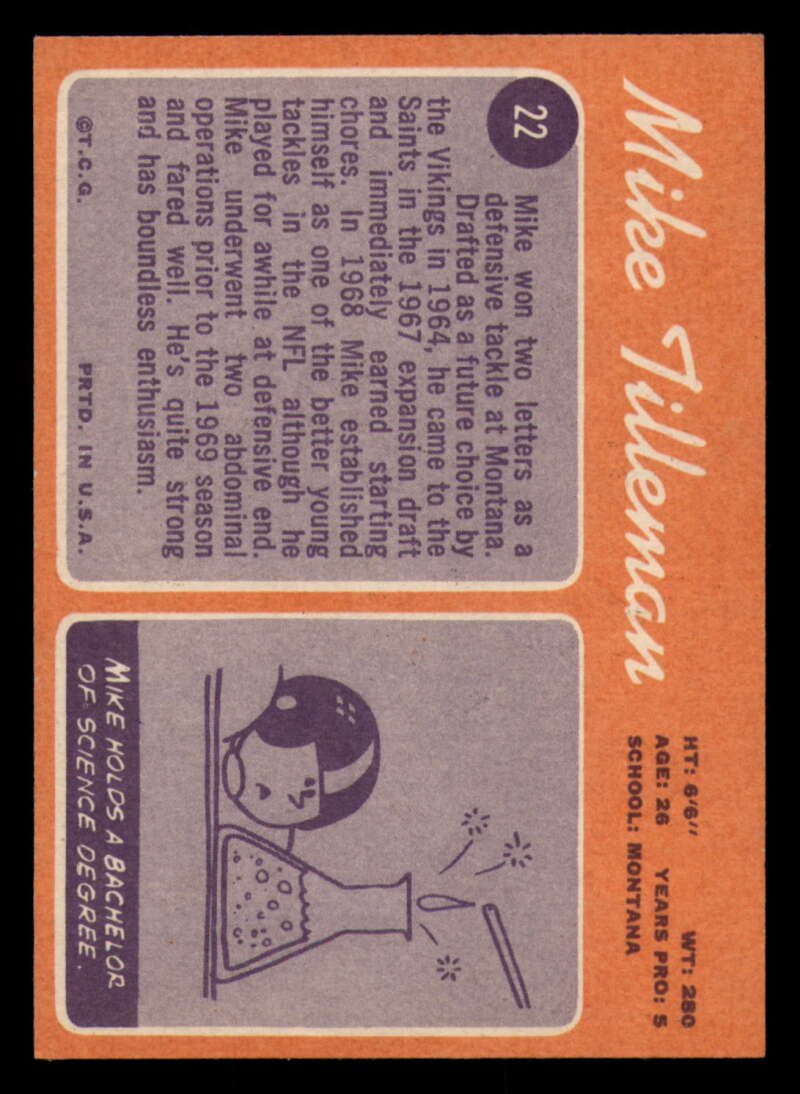 Mike Tilleman
HT: 6'6" WT: 280
AGE: 26 YEARS PRO: 5
SCHOOL: MONTANA
22
Mike won two letters as a
defensive tackle at Montana.
Drafted as a future choice by
the Vikings in 1964, he came to the
Saints in the 1967 expansion draft
and immediately earned starting
chores. In 1968 Mike established
himself as one of the better young
tackles in the NFL although he
played for awhile at defensive end.
Mike underwent two abdominal
operations prior to the 1969 season
and fared well. He's quite strong
and has boundless enthusiasm.
©T.C.G. PRTD. IN U.S.A.
MIKE HOLDS A BACHELOR
OF SCIENCE DEGREE.